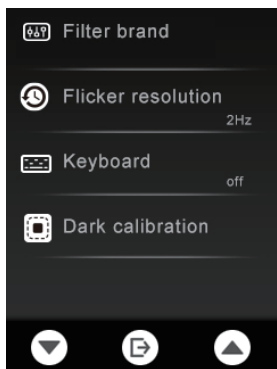 Filter brand
Flicker resolution
2Hz
Keyboard
off
Dark calibration